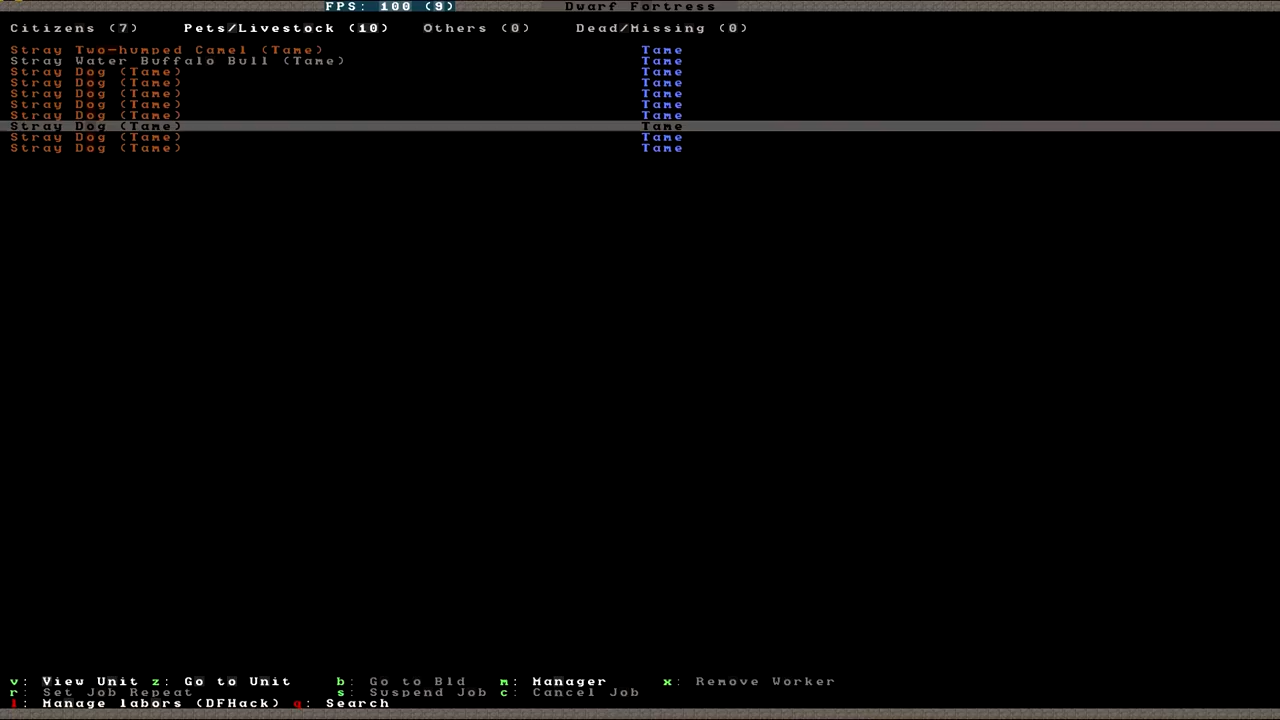 FPS: 100 (9) Dwarf Fortress
Citizens (7) Pets/Livestock (10) Others (0) Dead/Missing (0)
Stray Two-humped Camel (Tame) Tame
Stray Water Buffalo Bull (Tame) Tame
Stray Dog (Tame) Tame
Stray Dog (Tame) Tame
Stray Dog (Tame) Tame
Stray Dog (Tame) Tame
Stray Dog (Tame) Tame
Stray Dog (Tame) Tame
Stray Dog (Tame) Tame
Stray Dog (Tame) Tame
v: View Unit z: Go to Unit b: Go to Bld m: Manager x: Remove Worker
r: Set Job Repeat s: Suspend Job c: Cancel Job
l: Manage labors (DFHack) q: Search